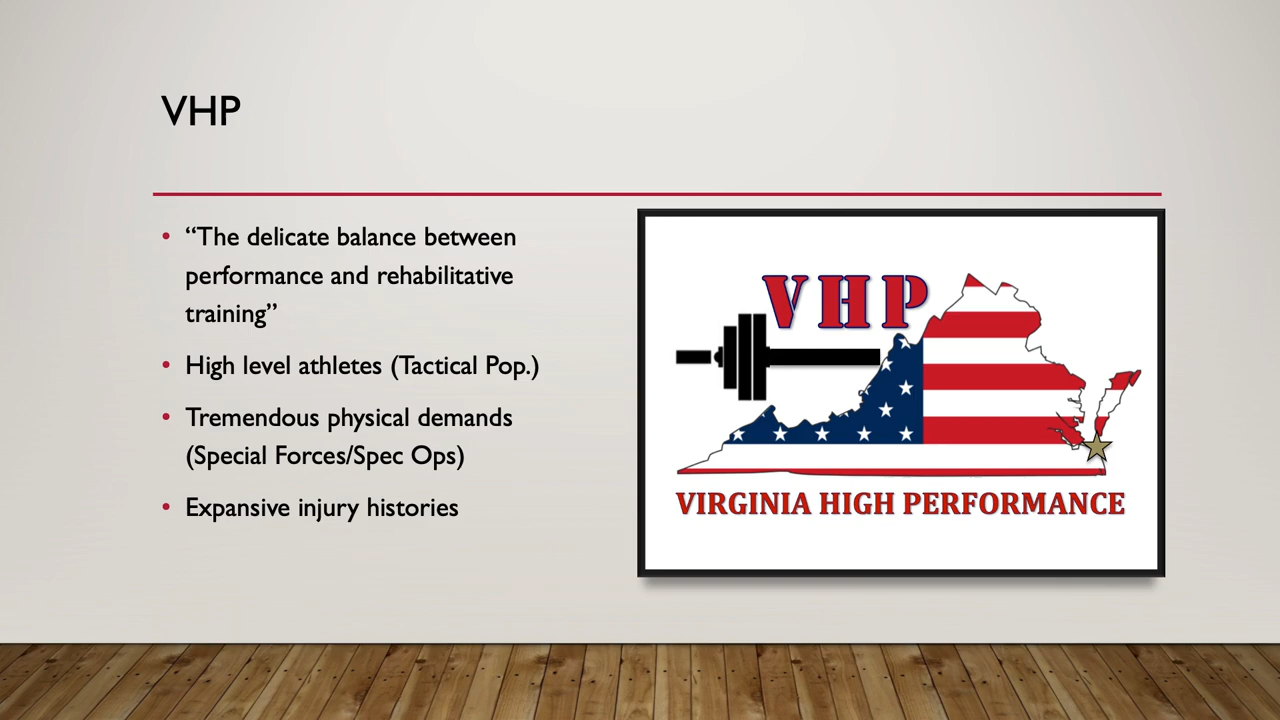 VHP
• “The delicate balance between
performance and rehabilitative
training”
• High level athletes (Tactical Pop.)
• Tremendous physical demands
(Special Forces/Spec Ops)
• Expansive injury histories
VHP
VIRGINIA HIGH PERFORMANCE